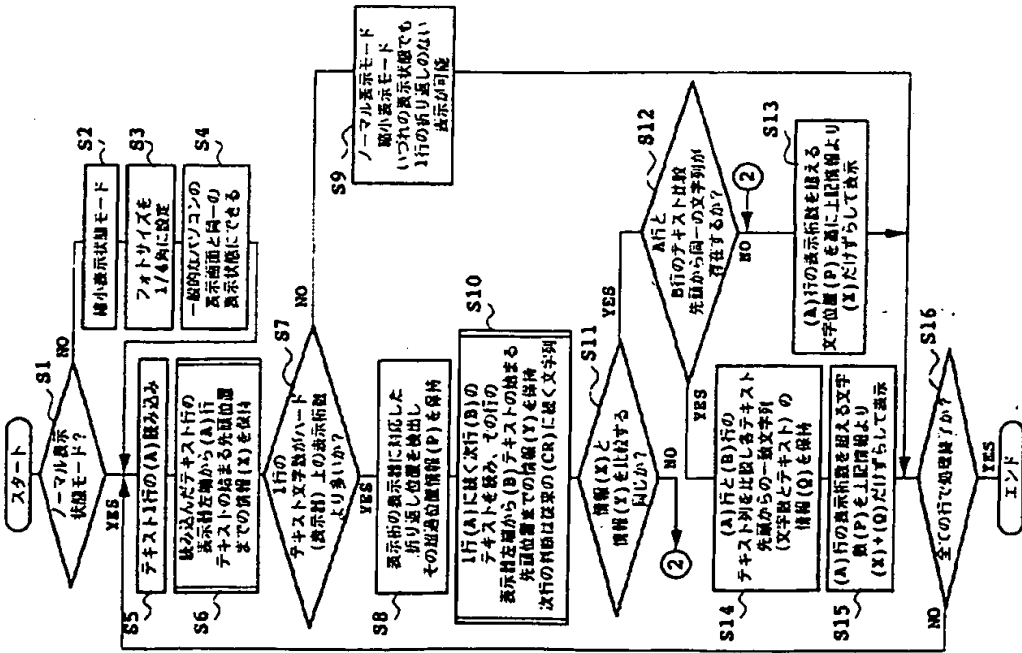 スタート
S1
ノーマル表示
状態モード?
NO
YES
S2
縮小表示状態モード
S3
フォトサイズを
1/4角に設定
S4
一般的なパソコンの
表示画面と同一の
表示状態にできる
S5
テキスト1行の(A)読み込み
S6
読み込んだテキスト行の
表示器左端から(A)行
テキストの始まる先頭位置
までの情報(X)を保持
S7
1行の
テキスト文字数がハード
(表示器)上の表示桁数
より多いか?
NO
YES
S8
表示桁の表示器に対応した
折り返し位置を検出し
その超過位置情報(P)を保持
S9
ノーマル表示モード
縮小表示モード
いづれの表示状態でも
1行の折り返しのない
表示が可能
S10
1行(A)に続く次行(B)の
テキストを読み、その行の
表示器左端から(B)テキストの始まる
先頭位置までの情報(Y)を保持
次行の判断は従来の(CR)に続く文字列
S11
情報(X)と
情報(Y)を比較する
同じか?
YES
NO
2
S12
A行と
B行のテキスト比較
先頭から同一の文字列が
存在するか?
YES
NO
2
S13
(A)行の表示桁数を超える
文字位置(P)を基に上記情報より
(X)だけずらして表示
S14
(A)行と(B)行の
テキスト列を比較し各テキスト
先頭からの一致文字列
(文字数とテキスト)の
情報(Q)を保持
S15
(A)行の表示桁数を超える文字
数(P)を上記情報より
(X)+(Q)だけずらして表示
S16
全ての行で処理終了か?
NO
YES
エンド